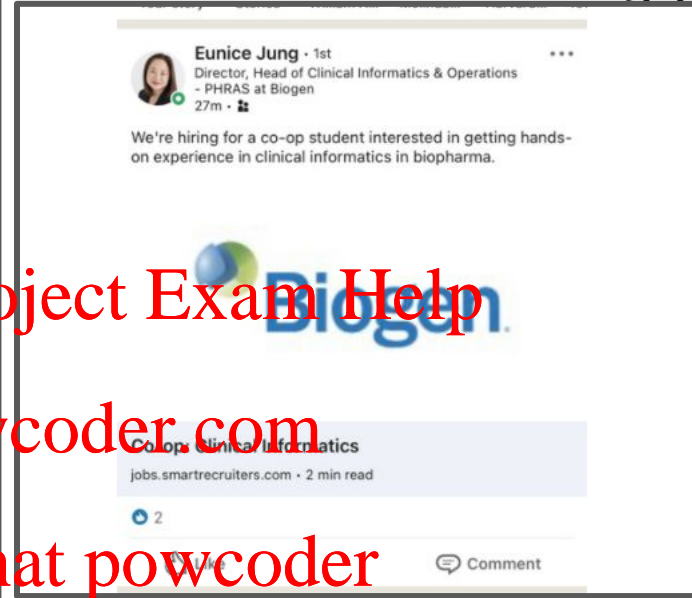 Eunice Jung · 1st
Director, Head of Clinical Informatics & Operations
- PHRAS at Biogen
27m ·
We're hiring for a co-op student interested in getting hands-
on experience in clinical informatics in biopharma.
oject Exam Help
Biogen.
vcoder.com
Co-op: Clinical Informatics
jobs.smartrecruiters.com • 2 min read
2
hat powcoder
Like
Comment